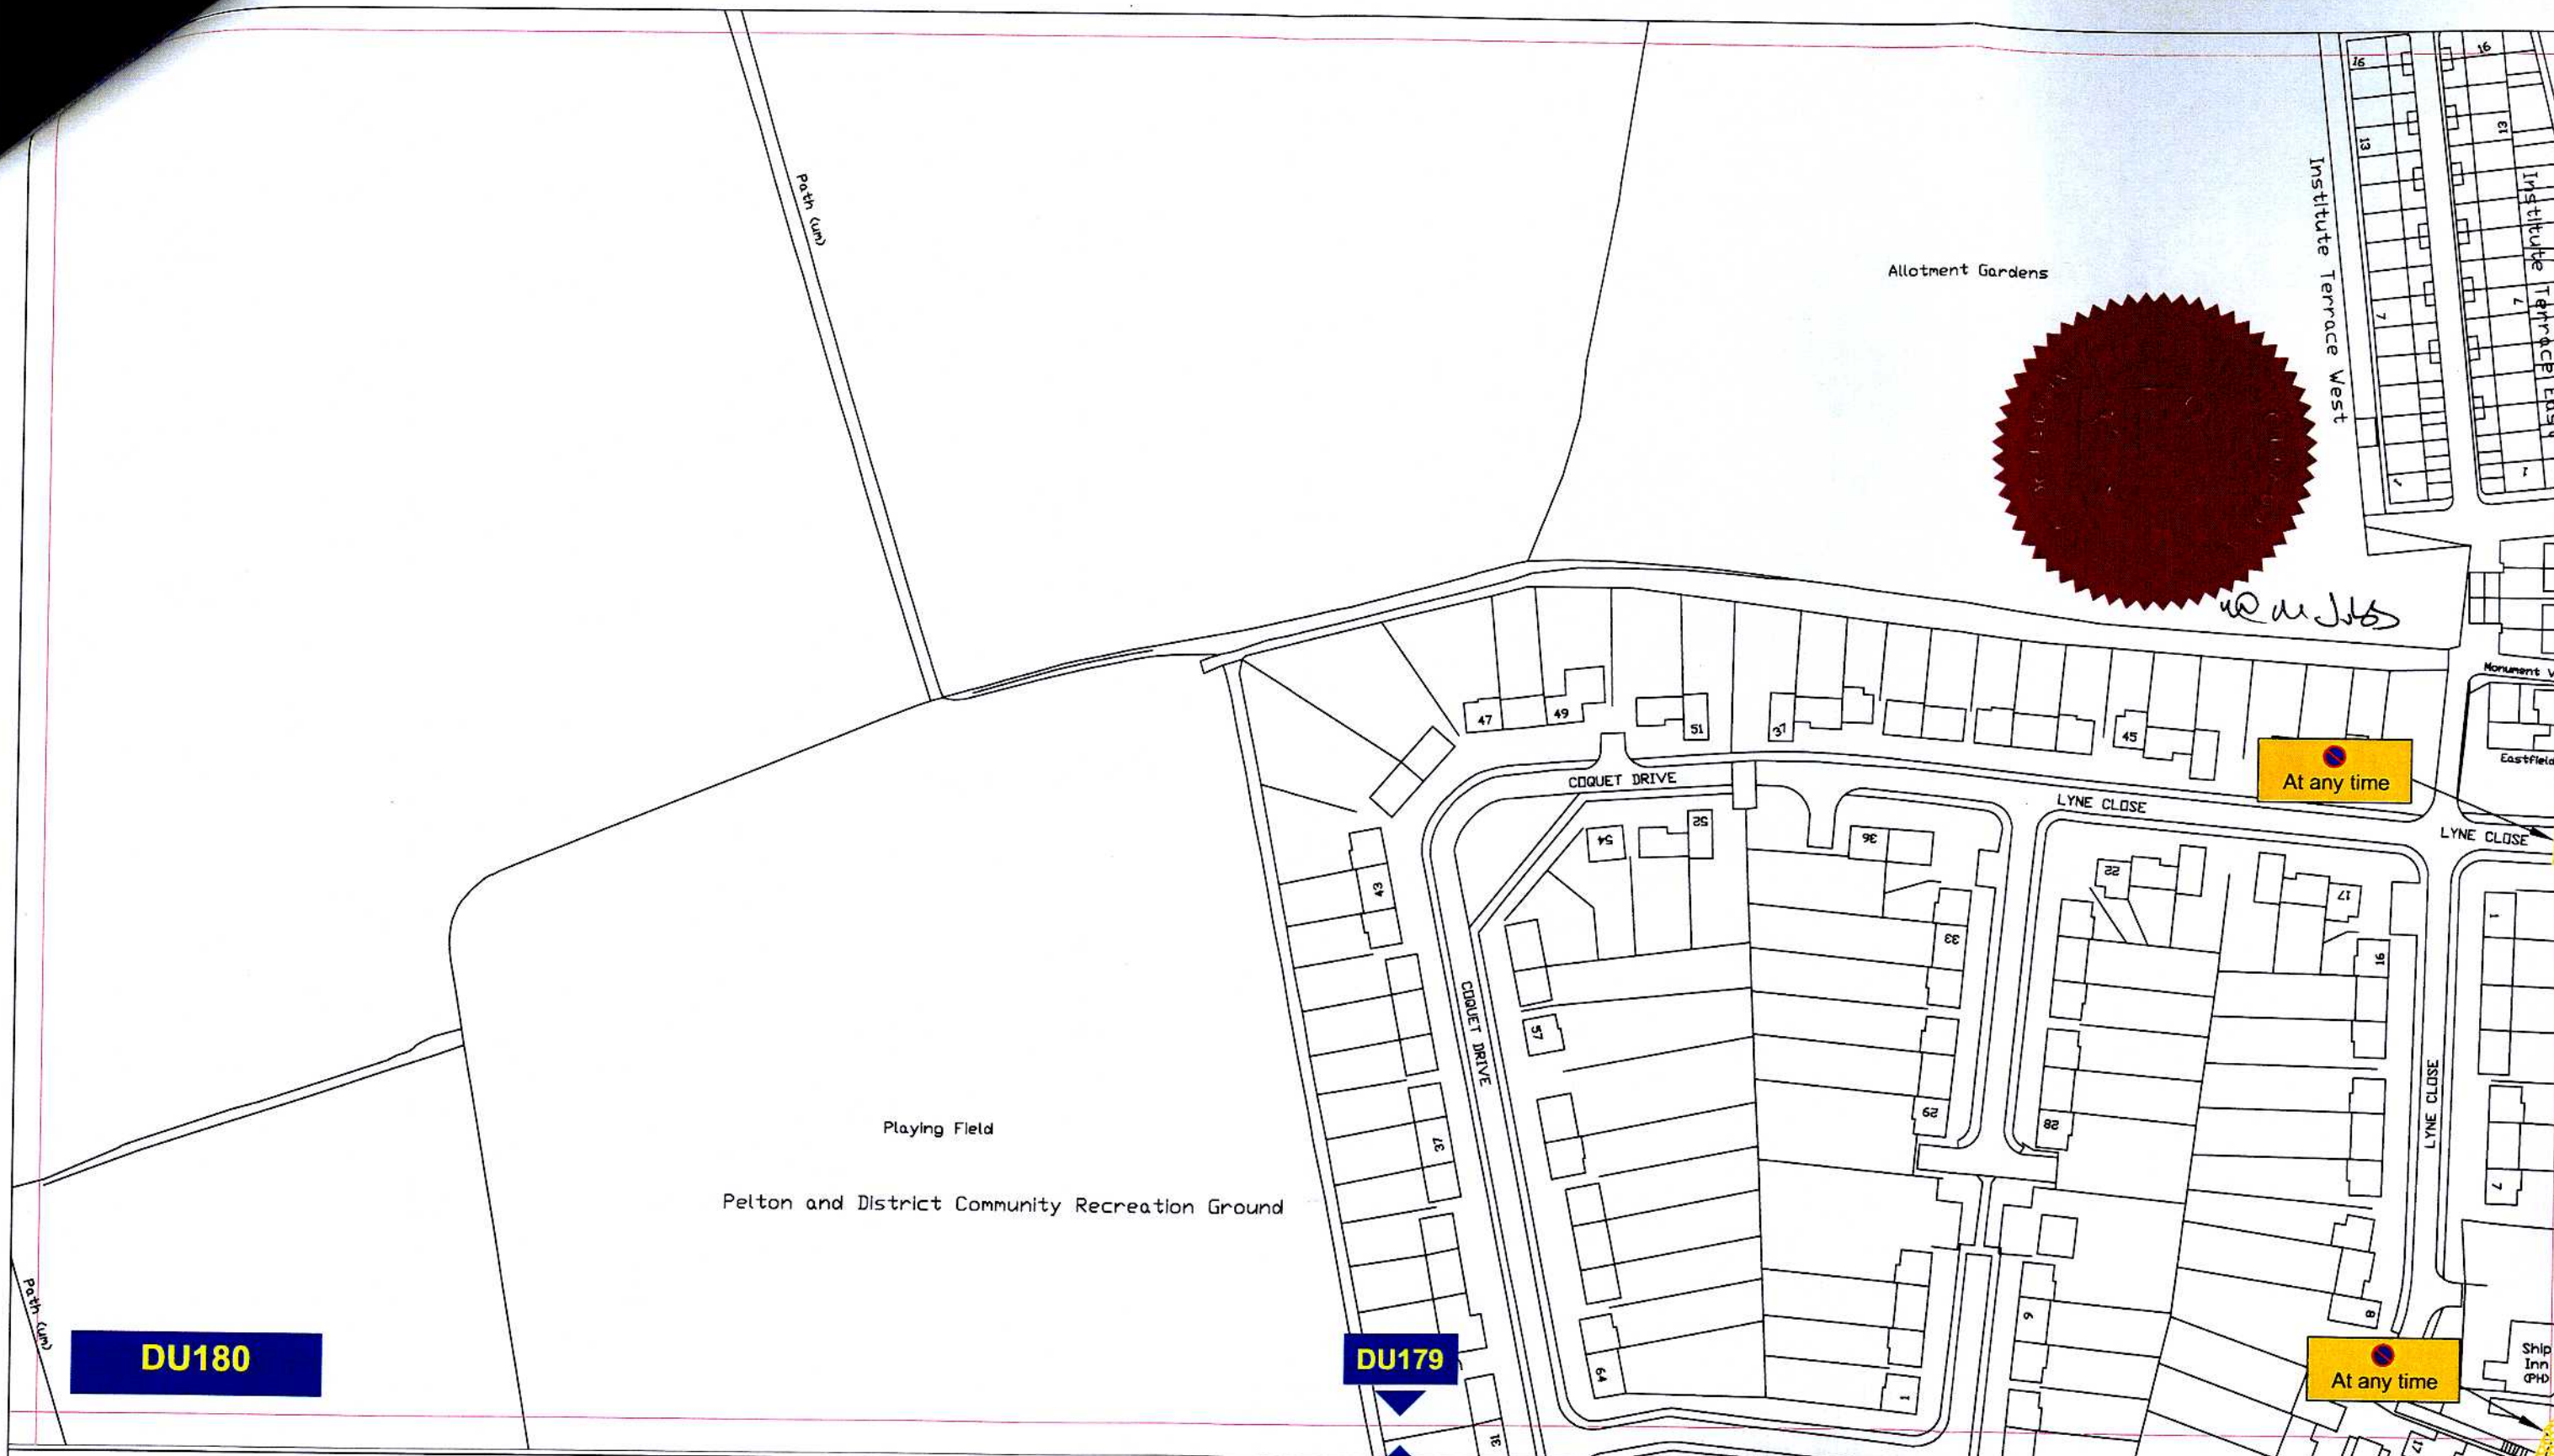 16
16
Path (um)
13
13
Institute Terrace West
Institute Terrace East
Allotment Gardens
7
7
1
1
Monument
47
49
51
37
45
Eastfield
At any time
COQUET DRIVE
LYNE CLOSE
LYNE CLOSE
54
52
36
22
17
43
33
16
1
COQUET DRIVE
57
LYNE CLOSE
29
28
Playing Field
37
7
Pelton and District Community Recreation Ground
Path (um)
9
8
DU180
DU179
64
1
At any time
Ship
Inn
(PH)
31
17